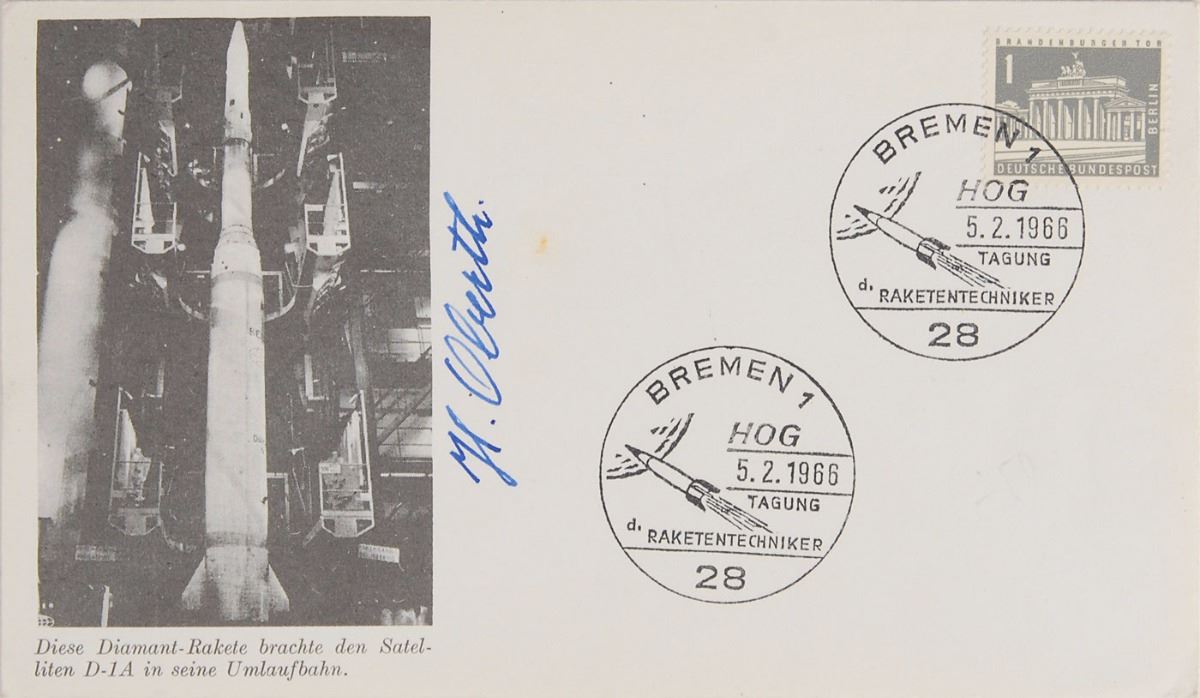 BRANDENBURGER TOR
1
BERLIN
DEUTSCHE BUNDESPOST
BREMEN 1
HOG
5.2.1966
TAGUNG
d. RAKETENTECHNIKER
28
H. Oberth.
BREMEN 1
HOG
5.2.1966
TAGUNG
d. RAKETENTECHNIKER
28
Diese Diamant-Rakete brachte den Satel-
liten D-1A in seine Umlaufbahn.